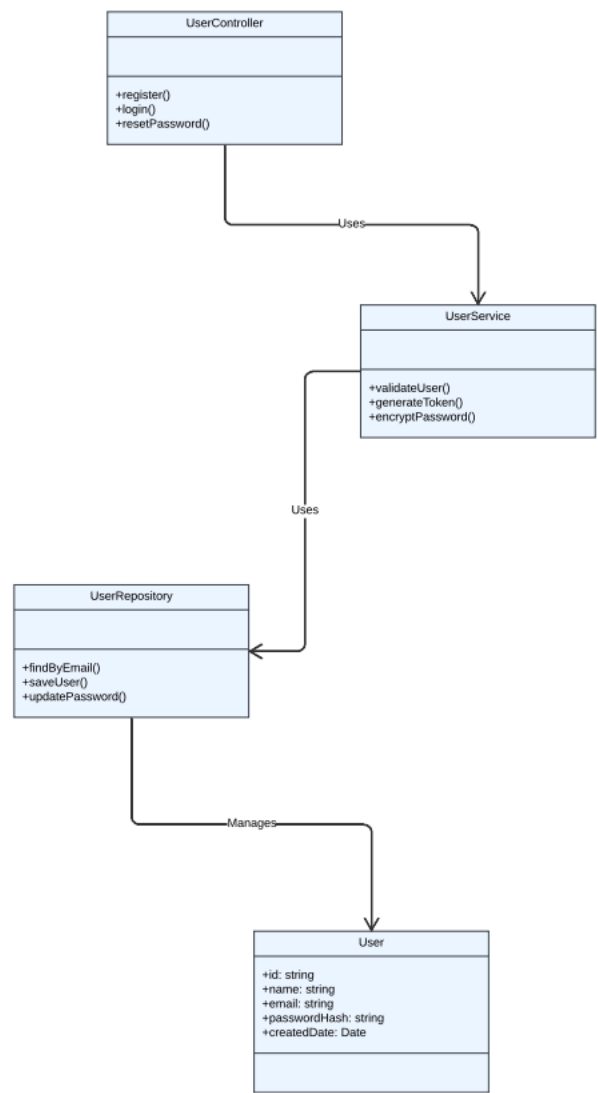 UserController
+register()
+login()
+resetPassword()
Uses
UserService
+validateUser()
+generateToken()
+encryptPassword()
Uses
UserRepository
+findByEmail()
+saveUser()
+updatePassword()
Manages
User
+id: string
+name: string
+email: string
+passwordHash: string
+createdDate: Date